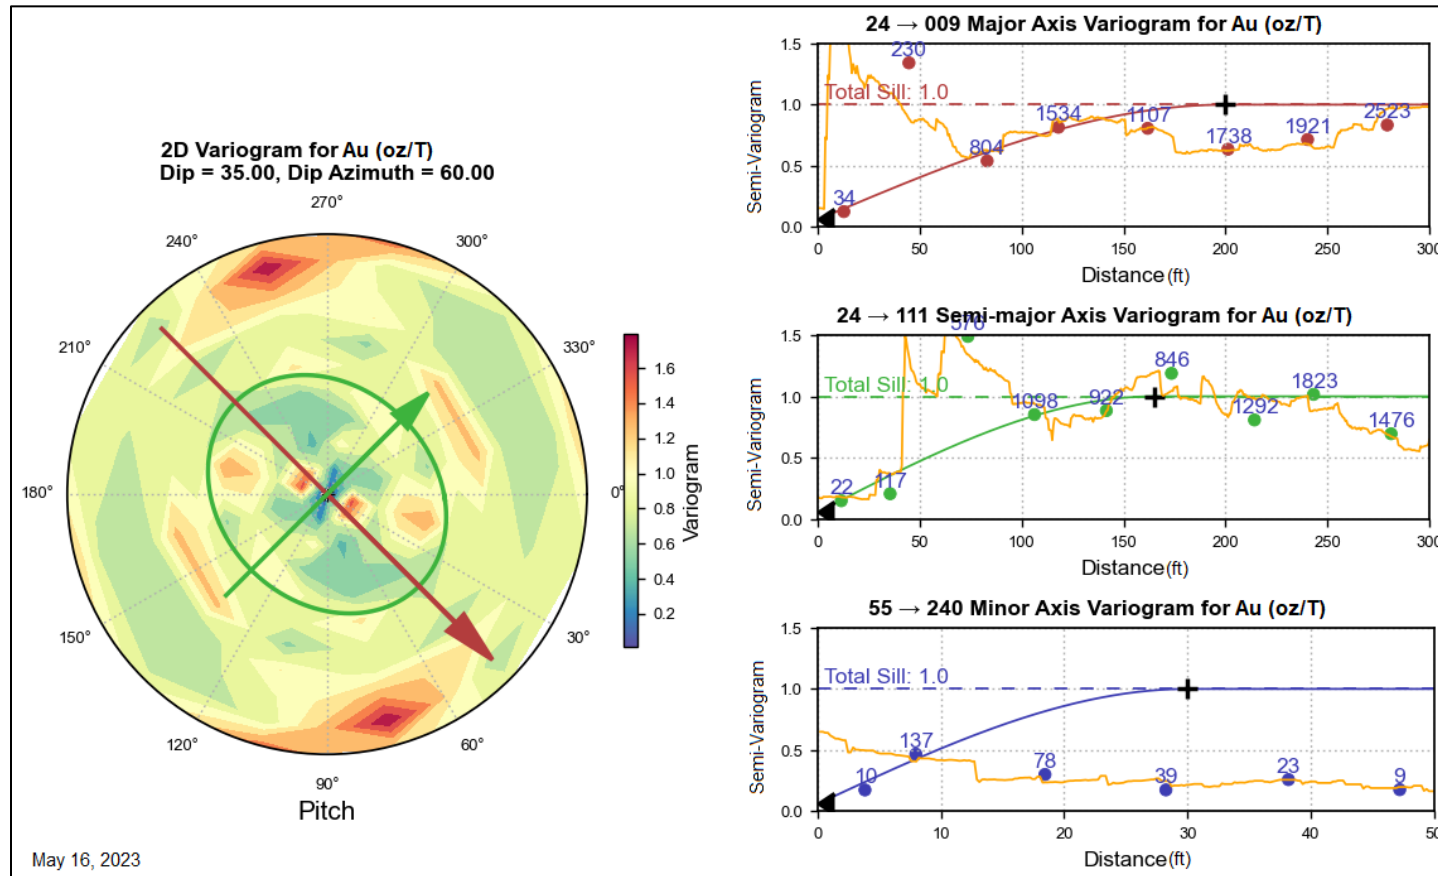 2D Variogram for Au (oz/T)
Dip = 35.00, Dip Azimuth = 60.00
270°
240°
300°
210°
330°
180°
0°
150°
30°
120°
60°
90°
Pitch
1.6
1.4
1.2
1.0
0.8
0.6
0.4
0.2
Variogram
May 16, 2023
24 → 009 Major Axis Variogram for Au (oz/T)
Semi-Variogram
1.5
1.0
0.5
0.0
Total Sill: 1.0
34
230
804
1534
1107
1738
1921
2523
0 50 100 150 200 250 300
Distance (ft)
24 → 111 Semi-major Axis Variogram for Au (oz/T)
Semi-Variogram
1.5
1.0
0.5
0.0
Total Sill: 1.0
22
117
576
1098
922
846
1292
1823
1476
0 50 100 150 200 250 300
Distance (ft)
55 → 240 Minor Axis Variogram for Au (oz/T)
Semi-Variogram
1.5
1.0
0.5
0.0
Total Sill: 1.0
10
137
78
39
23
9
0 10 20 30 40 50
Distance (ft)